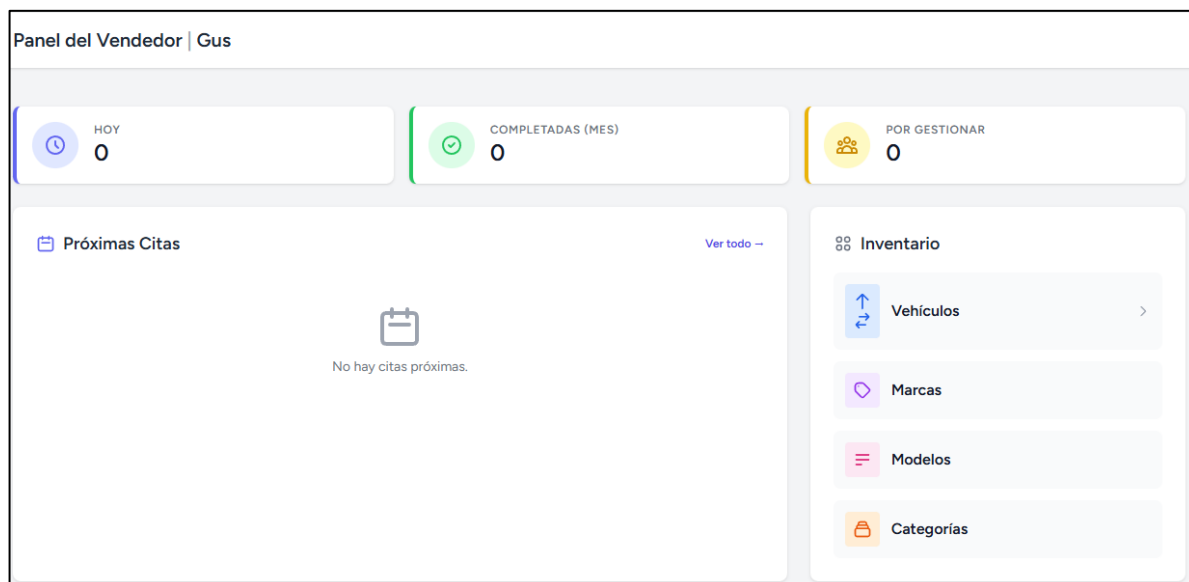 Panel del Vendedor | Gus
HOY
0
COMPLETADAS (MES)
0
POR GESTIONAR
0
Próximas Citas
Ver todo →
No hay citas próximas.
Inventario
Vehículos
Marcas
Modelos
Categorías